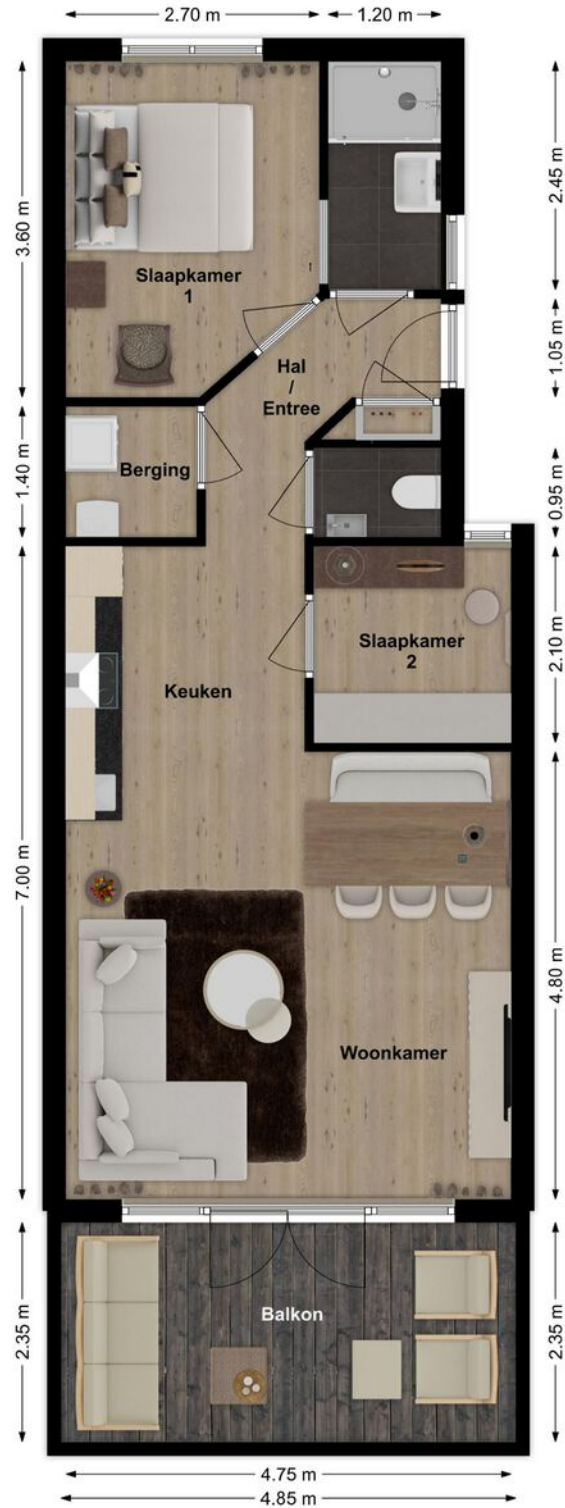 2.70 m
1.20 m
3.60 m
2.45 m
Slaapkamer
1
1.05 m
Hal
/
Entree
1.40 m
Berging
0.95 m
Slaapkamer
2
2.10 m
Keuken
7.00 m
4.80 m
Woonkamer
2.35 m
Balkon
2.35 m
4.75 m
4.85 m